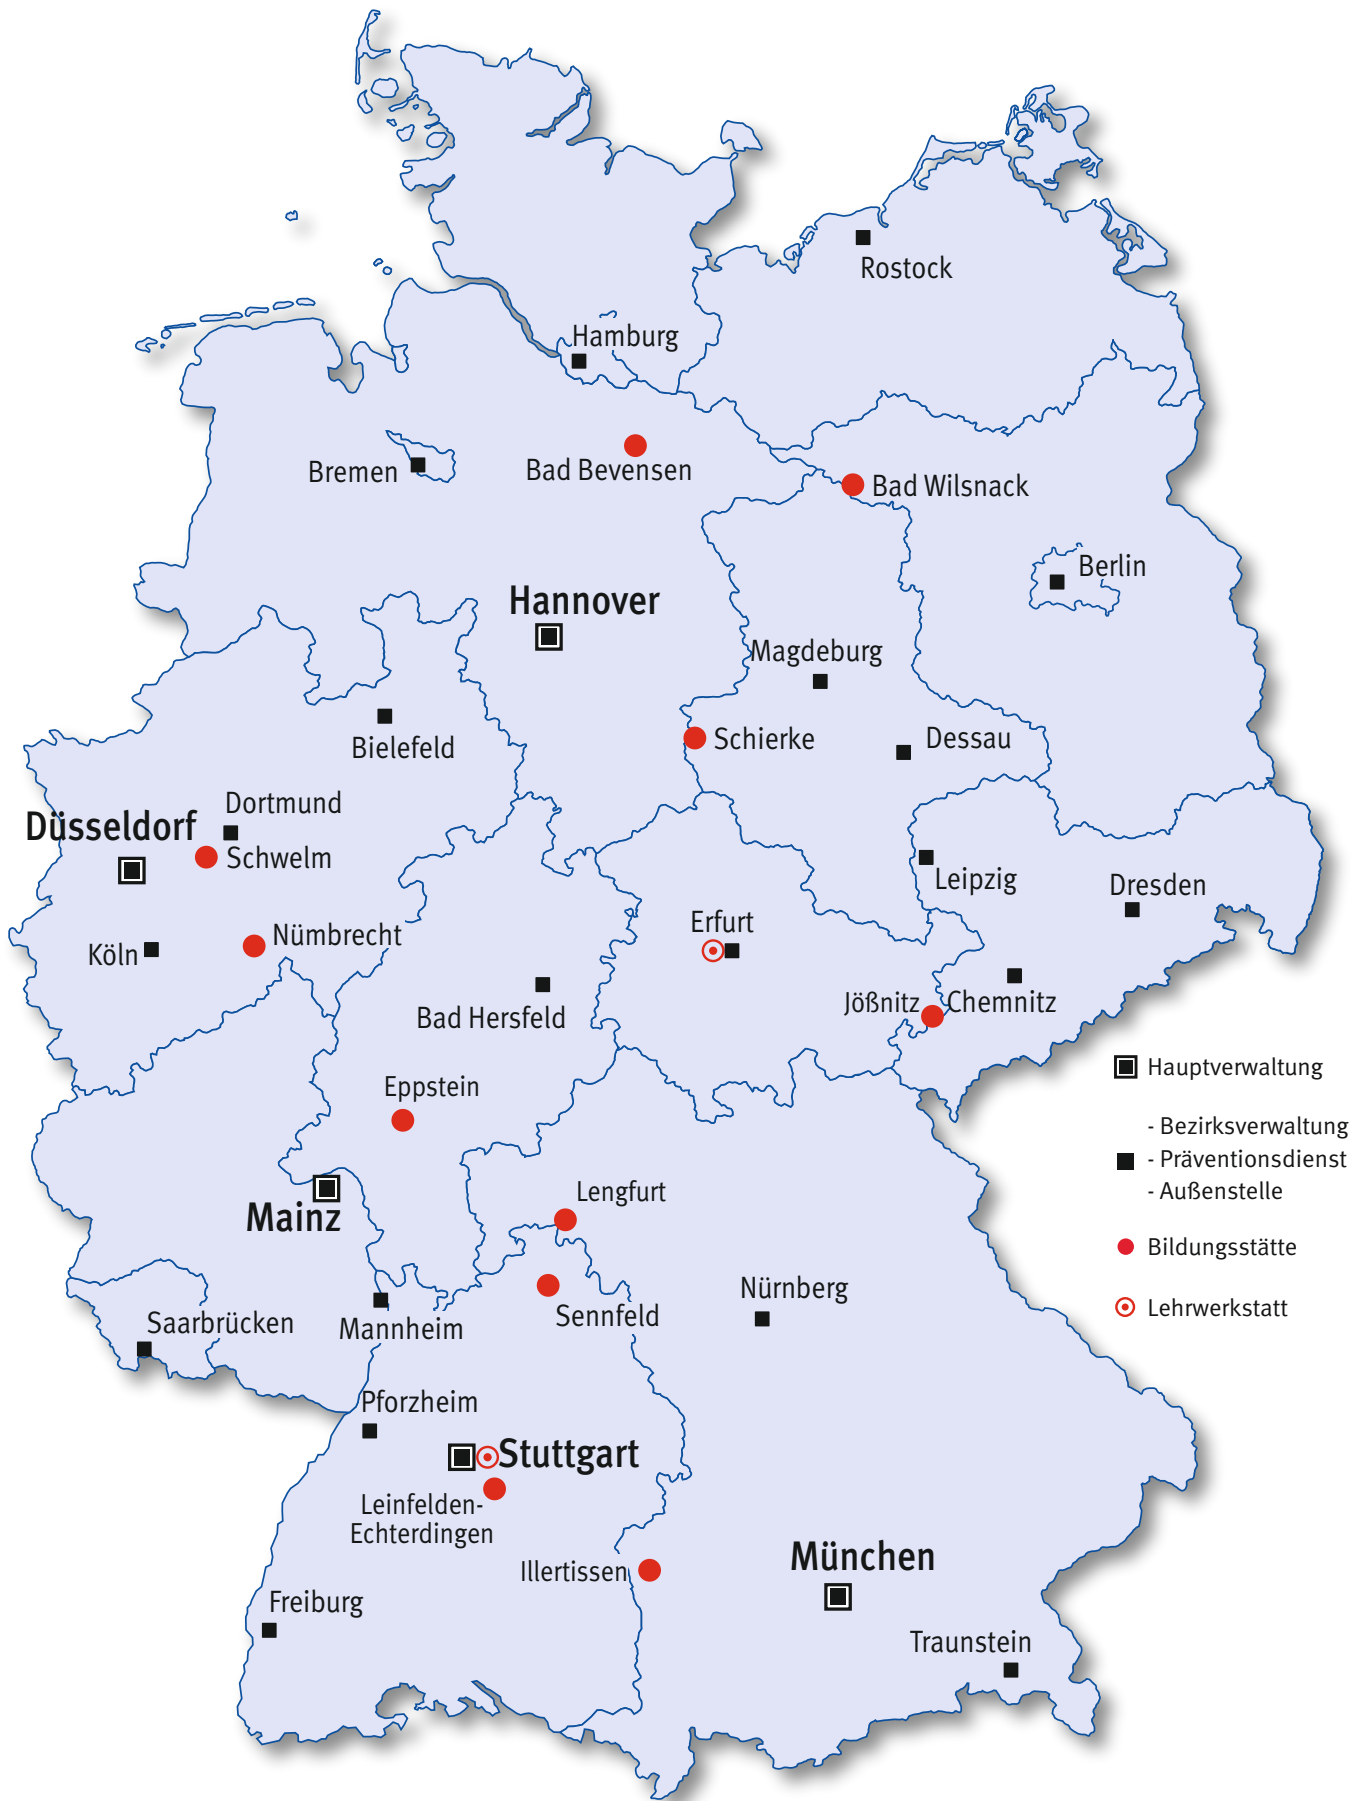 Rostock
Hamburg
Bremen
Bad Bevensen
Bad Wilsnack
Berlin
Hannover
Magdeburg
Bielefeld
Schierke
Dessau
Dortmund
Düsseldorf
Schwelm
Leipzig
Dresden
Erfurt
Nümbrecht
Köln
Bad Hersfeld
Jößnitz
Chemnitz
Hauptverwaltung
Eppstein
- Bezirksverwaltung
- Präventionsdienst
- Außenstelle
Lengfurt
Mainz
Bildungsstätte
Nürnberg
Lehrwerkstatt
Sennfeld
Saarbrücken
Mannheim
Pforzheim
Stuttgart
Leinfelden-
Echterdingen
München
Illertissen
Freiburg
Traunstein